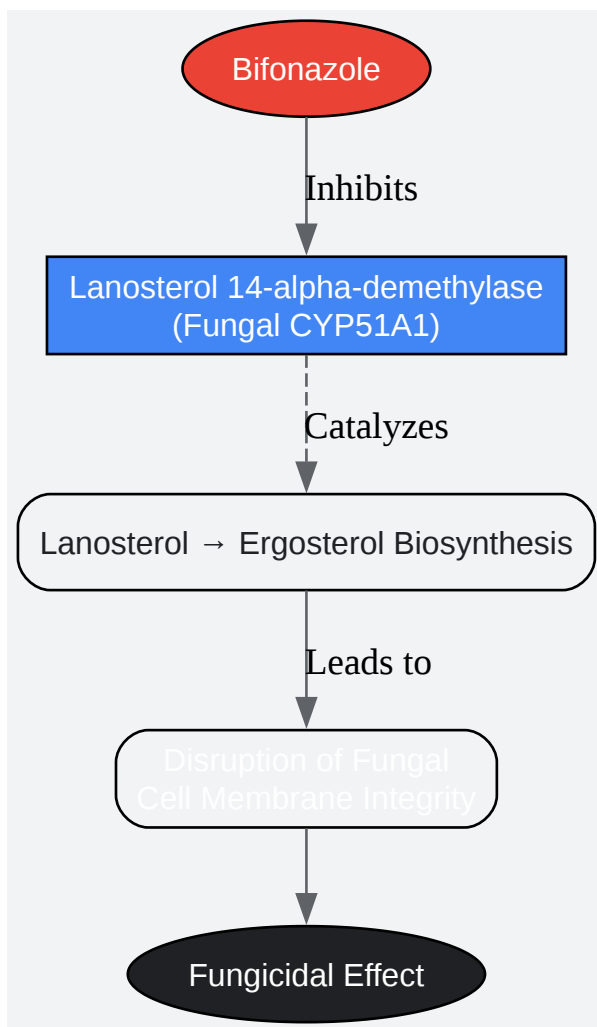 Bifonazole
Inhibits
Lanosterol 14-alpha-demethylase
(Fungal CYP51A1)
Catalyzes
Lanosterol → Ergosterol Biosynthesis
Leads to
Disruption of Fungal
Cell Membrane Integrity
Fungicidal Effect